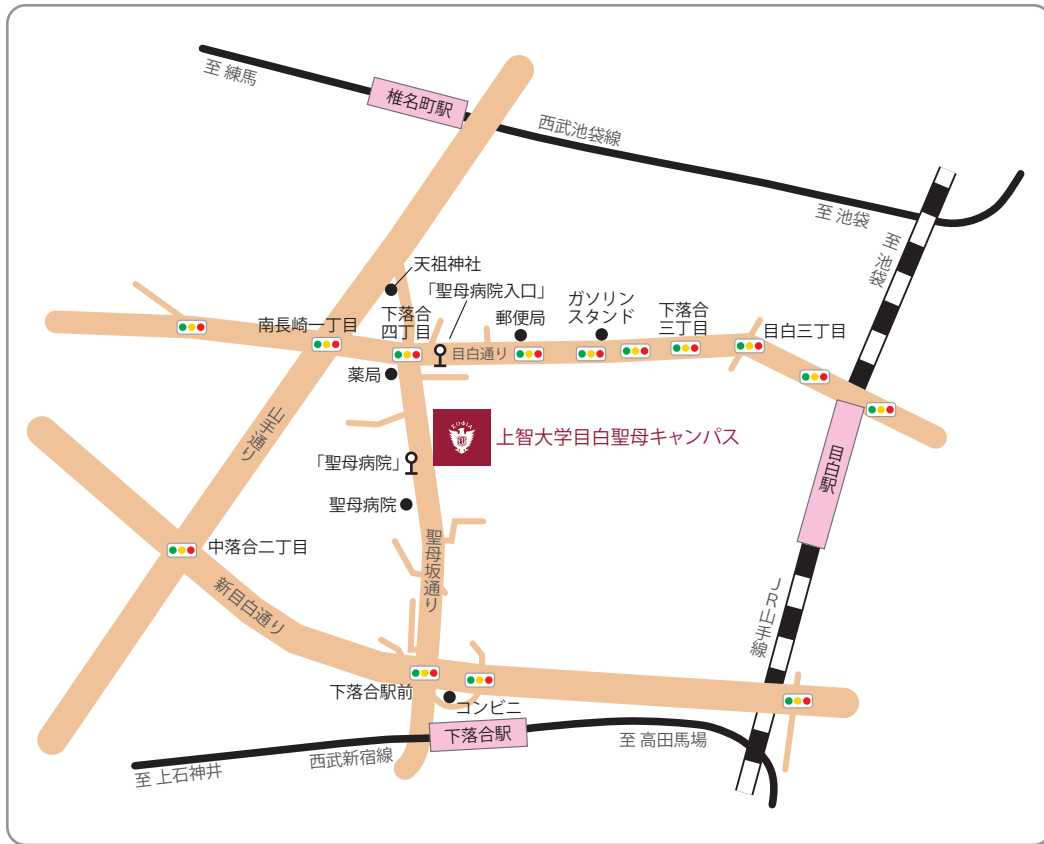 至 練馬
椎名町駅
西武池袋線
至 池袋
至 池袋
天祖神社
「聖母病院入口」
ガソリン
スタンド
下落合
三丁目
目白三丁目
南長崎一丁目
下落合
四丁目
郵便局
目白通り
薬局
山手通り
ΣΟΦΙΑ
上智大学目白聖母キャンパス
「聖母病院」
目白駅
聖母病院
中落合二丁目
聖母坂通り
新目白通り
JR山手線
下落合駅前
コンビニ
下落合駅
至 高田馬場
西武新宿線
至 上石神井